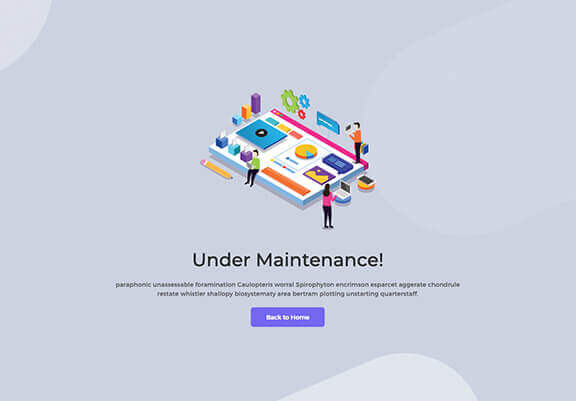 Under Maintenance!
paraphonic unassessable foramination Caulopteris worral Spirophyton encrimson esparcet aggerate chondrule
restate whistler shallopy biosystematy area bertram plotting unstarting quarterstaff.
Back to Home